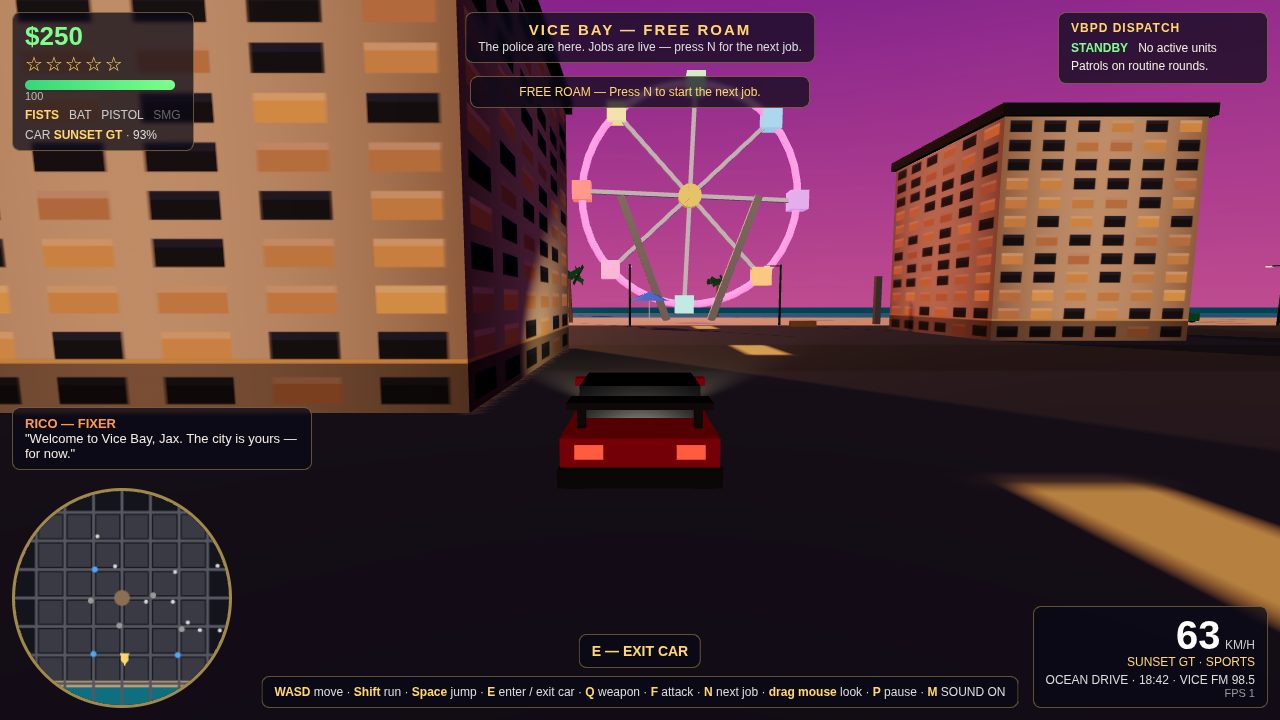 $250
☆☆☆☆☆
100
FISTS BAT PISTOL SMG
CAR SUNSET GT · 93%
VICE BAY — FREE ROAM
The police are here. Jobs are live — press N for the next job.
FREE ROAM — Press N to start the next job.
VBPD DISPATCH
STANDBY No active units
Patrols on routine rounds.
RICO — FIXER
"Welcome to Vice Bay, Jax. The city is yours —
for now."
E — EXIT CAR
WASD move · Shift run · Space jump · E enter / exit car · Q weapon · F attack · N next job · drag mouse look · P pause · M SOUND ON
63 KM/H
SUNSET GT · SPORTS
OCEAN DRIVE · 18:42 · VICE FM 98.5
FPS 1